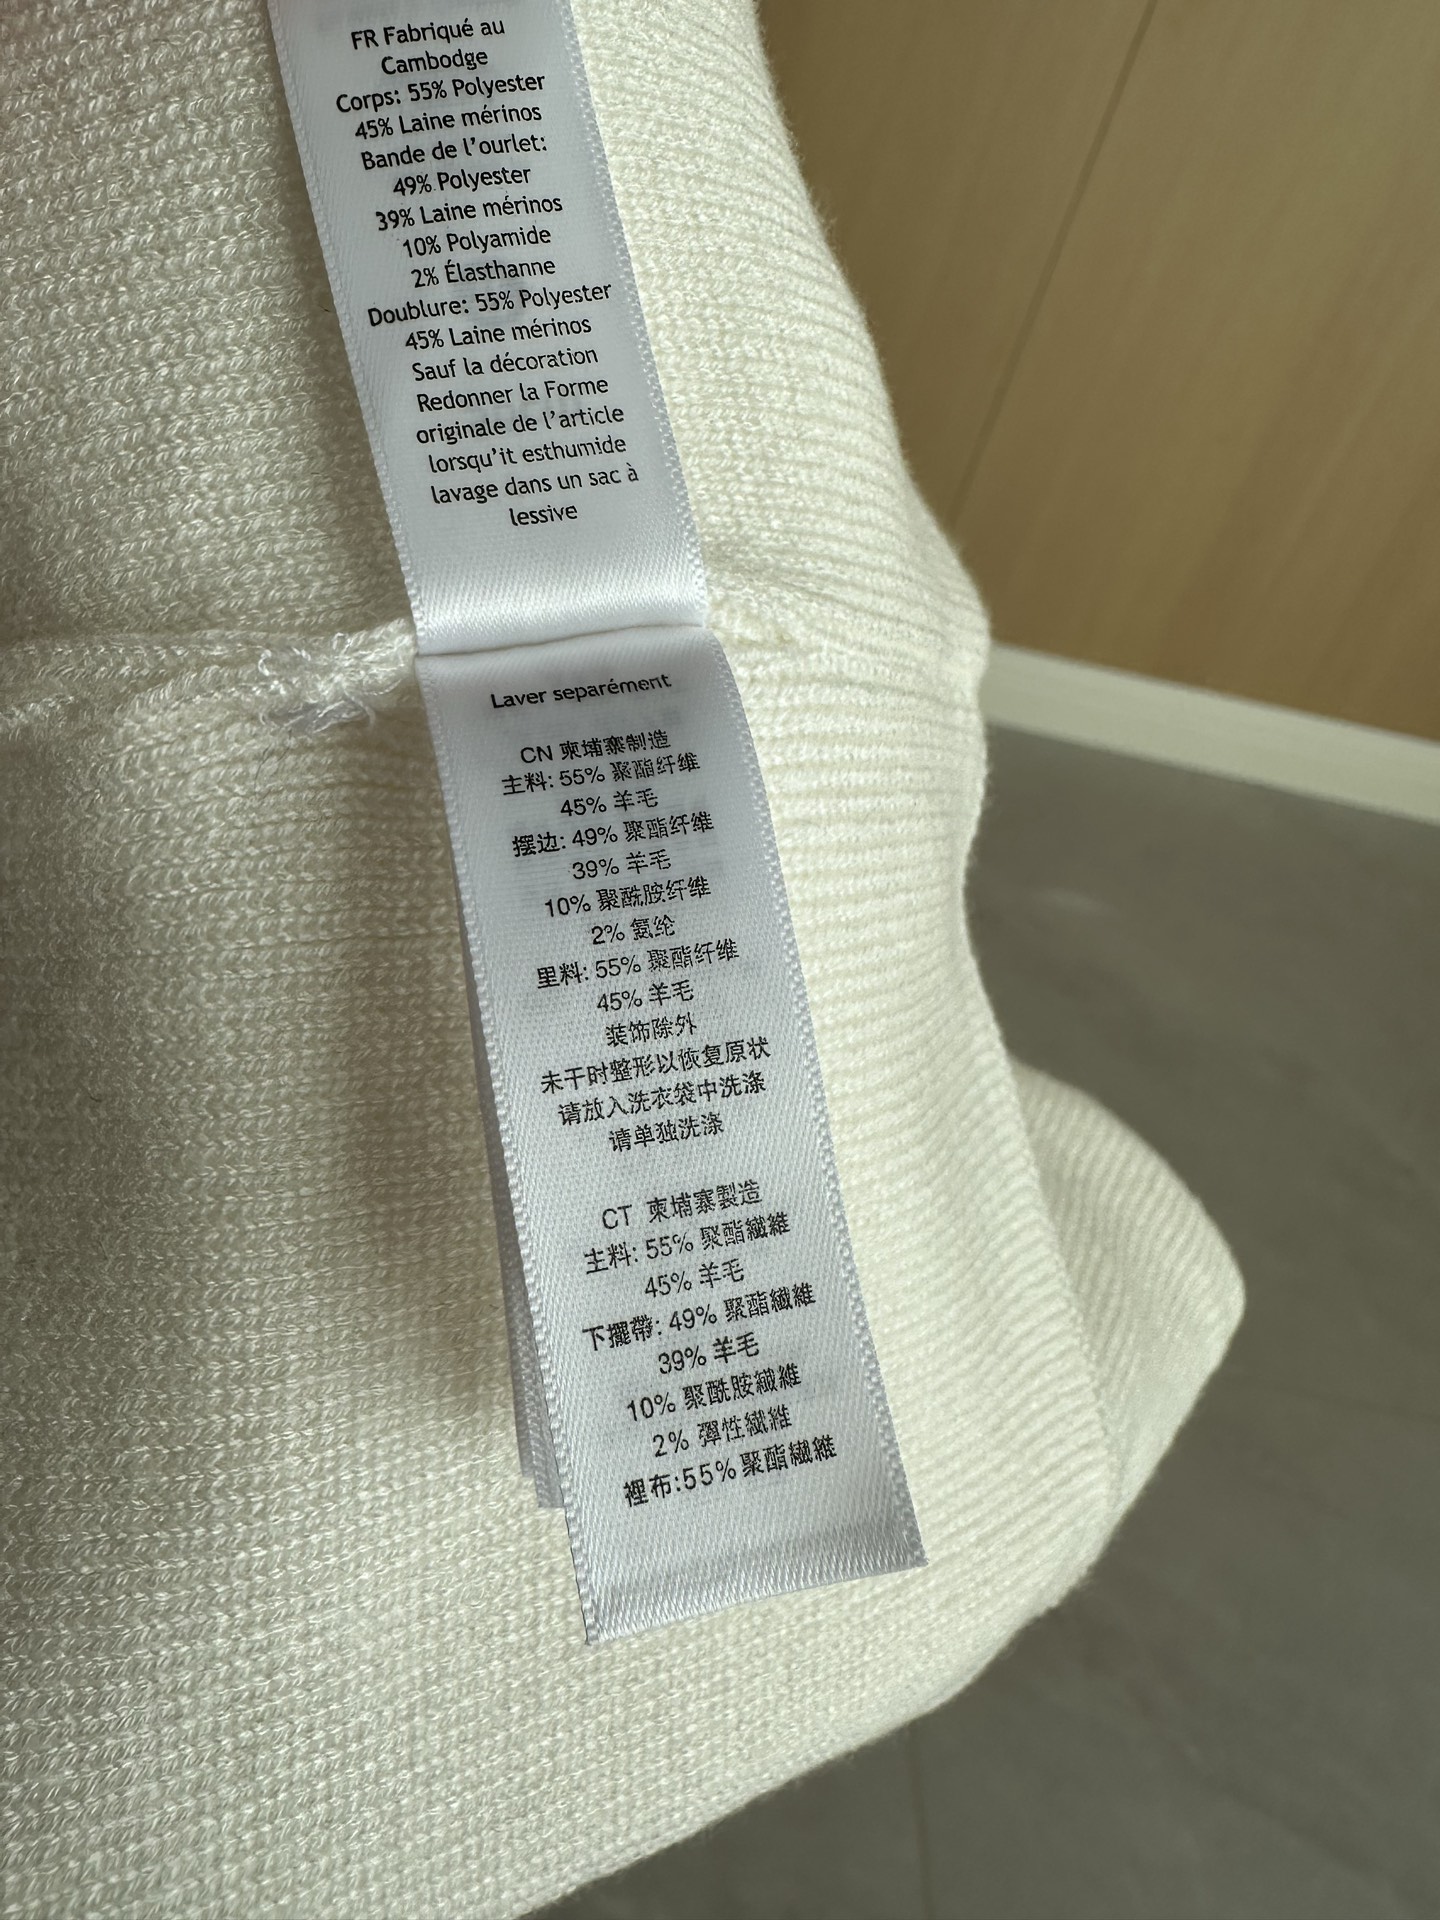 FR Fabriqué au
Cambodge
Corps: 55% Polyester
45% Laine mérinos
Bande de l'ourlet:
49% Polyester
39% Laine mérinos
10% Polyamide
2% Élasthanne
Doublure: 55% Polyester
45% Laine mérinos
Sauf la décoration
Redonner la Forme
originale de l'article
lorsqu'it esthumide
lavage dans un sac à
lessive
Laver separément
CN 柬埔寨制造
主料: 55% 聚酯纤维
45% 羊毛
摆边: 49% 聚酯纤维
39% 羊毛
10% 聚酰胺纤维
2% 氨纶
里料: 55% 聚酯纤维
45% 羊毛
装饰除外
未干时整形以恢复原状
请放入洗衣袋中洗涤
请单独洗涤
CT 柬埔寨製造
主料: 55% 聚酯纖維
45% 羊毛
下擺帶: 49% 聚酯纖維
39% 羊毛
10% 聚酰胺纖維
2% 彈性纖維
裡布:55% 聚酯纖維